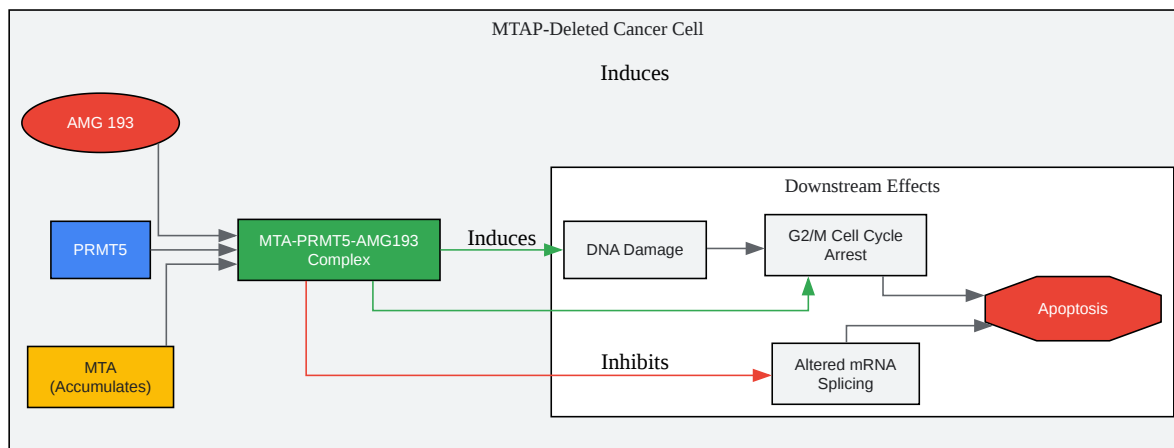 MTAP-Deleted Cancer Cell
Induces
AMG 193
Downstream Effects
PRMT5
MTA-PRMT5-AMG193
Complex
Induces
DNA Damage
G2/M Cell Cycle
Arrest
Apoptosis
MTA
(Accumulates)
Inhibits
Altered mRNA
Splicing